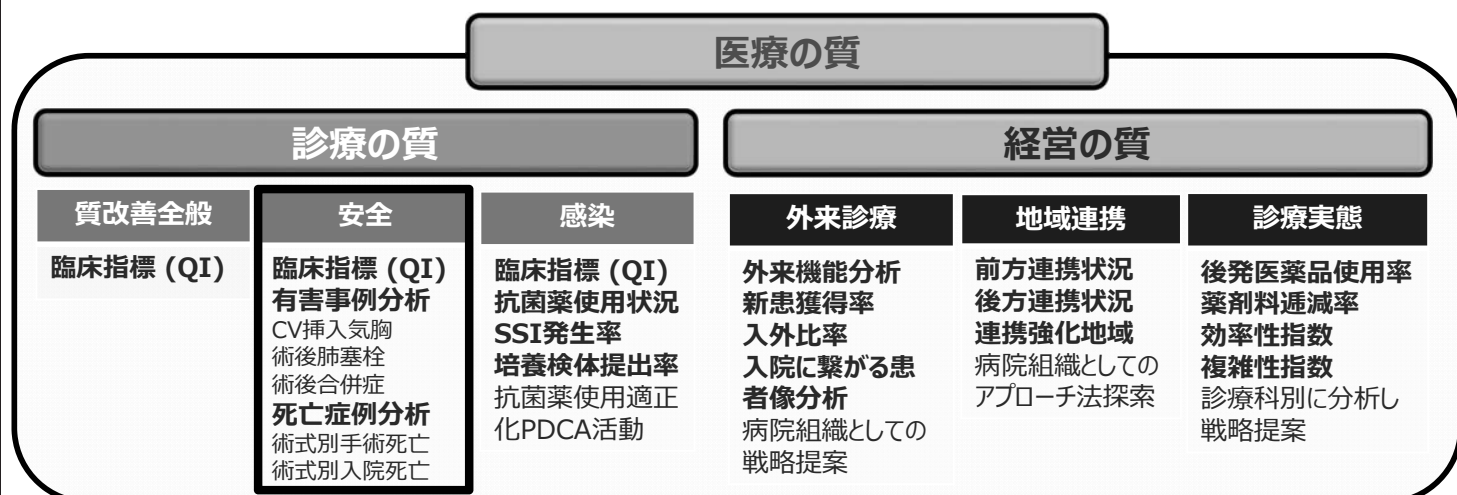 医療の質
診療の質
経営の質
質改善全般
臨床指標 (QI)
安全
臨床指標 (QI)
有害事例分析
CV挿入気胸
術後肺塞栓
術後合併症
死亡症例分析
術式別手術死亡
術式別入院死亡
感染
臨床指標 (QI)
抗菌薬使用状況
SSI発生率
培養検体提出率
抗菌薬使用適正
化PDCA活動
外来診療
外来機能分析
新患獲得率
入外比率
入院に繋がる患
者像分析
病院組織としての
戦略提案
地域連携
前方連携状況
後方連携状況
連携強化地域
病院組織としての
アプローチ法探索
診療実態
後発医薬品使用率
薬剤料逓減率
効率性指数
複雑性指数
診療科別に分析し
戦略提案